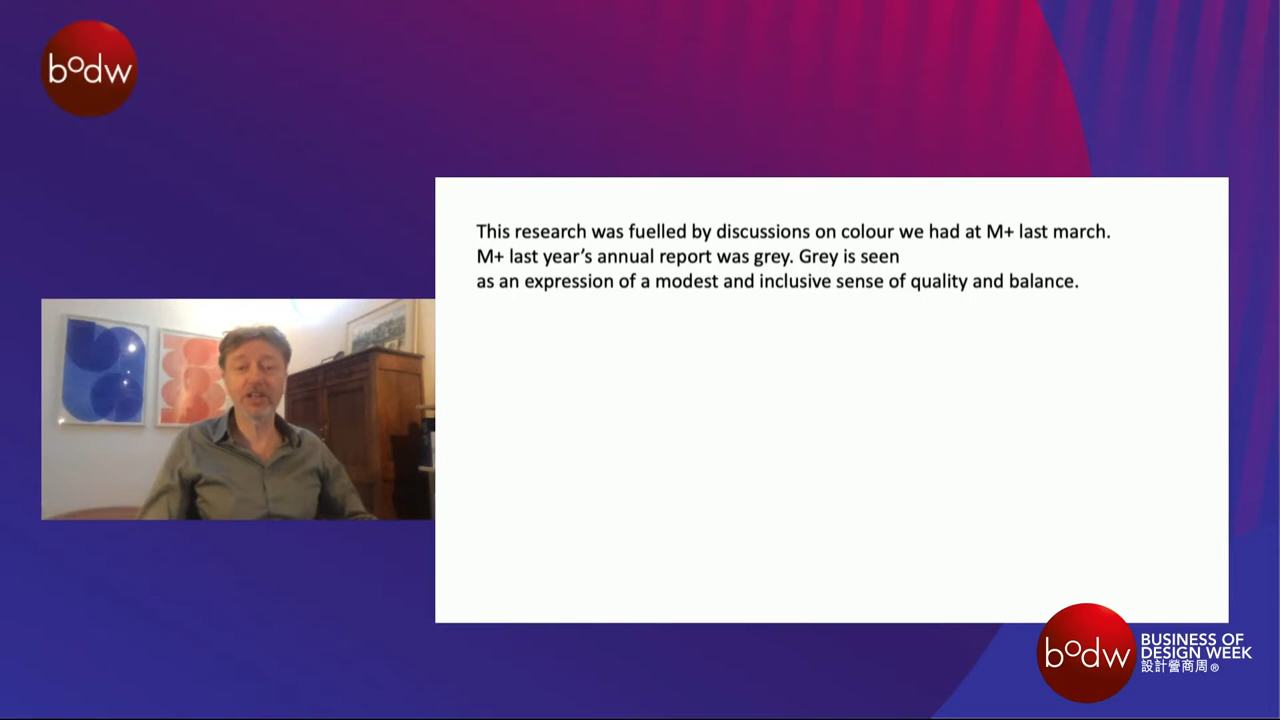 bodw
This research was fuelled by discussions on colour we had at M+ last march.
M+ last year’s annual report was grey. Grey is seen
as an expression of a modest and inclusive sense of quality and balance.
bodw
BUSINESS OF
DESIGN WEEK
設計營商周®